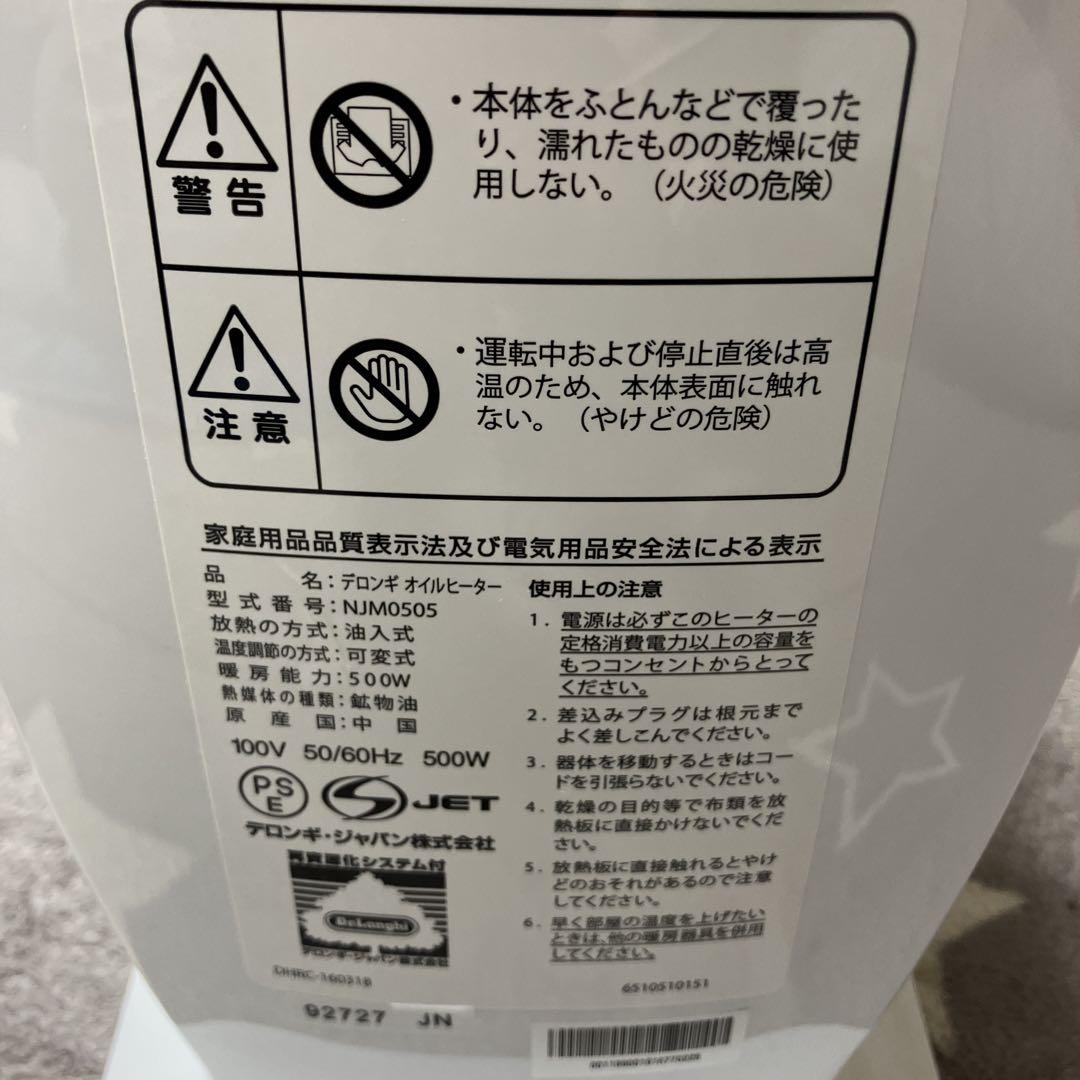 警告
・本体をふとんなどで覆った
り、濡れたものの乾燥に使
用しない。（火災の危険）
注意
・運転中および停止直後は高
温のため、本体表面に触れ
ない。（やけどの危険）
家庭用品品質表示法及び電気用品安全法による表示
品名：デロンギ オイルヒーター
型式番号：NJM0505
放熱の方式：油入式
温度調節の方式：可変式
暖房能力：500W
熱媒体の種類：鉱物油
原産国：中国
100V 50/60Hz 500W
PSE
JET
デロンギ・ジャパン株式会社
再資源化システム付
DeLonghi
デロンギ・ジャパン株式会社
DHRC-160318
使用上の注意
1．電源は必ずこのヒーターの
定格消費電力以上の容量を
もつコンセントからとって
ください。
2．差込みプラグは根元まで
よく差しこんでください。
3．器体を移動するときはコー
ドを引張らないでください。
4．乾燥の目的等で布類を放
熱板に直接かけないでくだ
さい。
5．放熱板に直接触れるとやけ
どのおそれがあるので注意
してください。
6．早く部屋の温度を上げたい
ときは、他の暖房器具を併用
してください。
6510510151
92727 JN